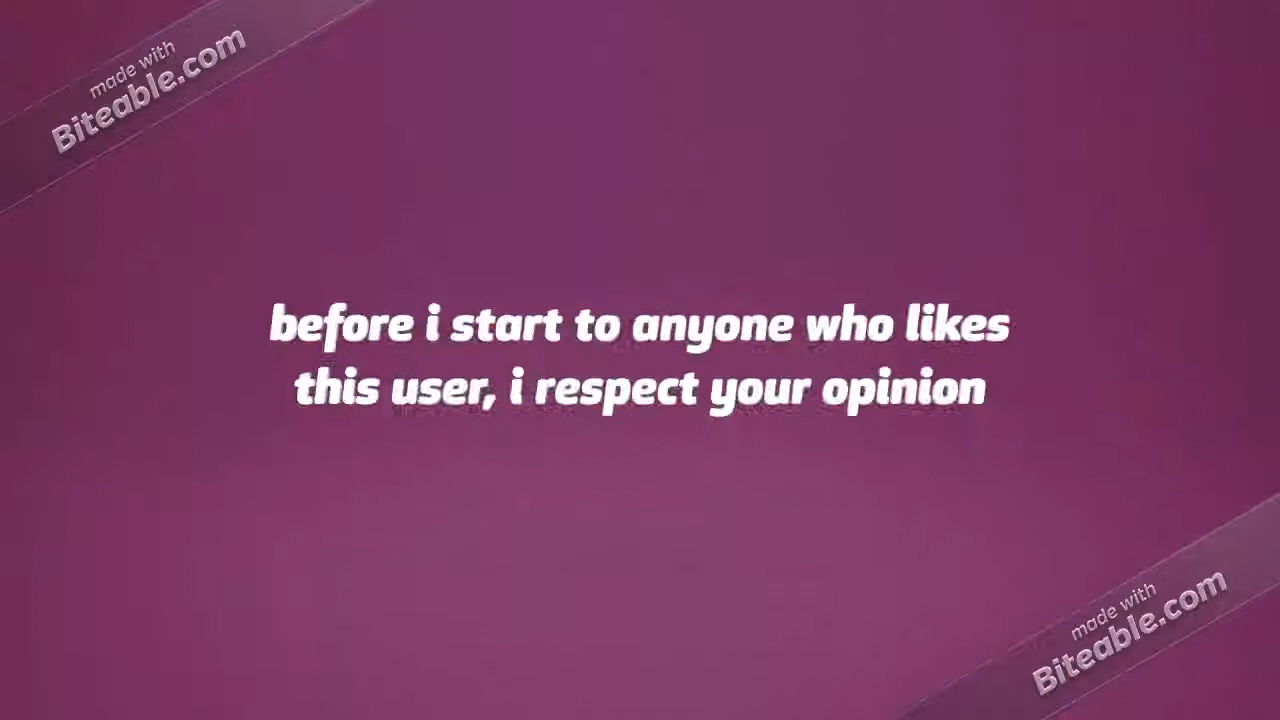 made with
Biteable.com
before i start to anyone who likes
this user, i respect your opinion
made with
Biteable.com